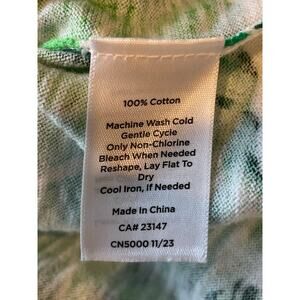 100% Cotton
Machine Wash Cold
Gentle Cycle
Only Non-Chlorine
Bleach When Needed
Reshape, Lay Flat To
Dry
Cool Iron, If Needed
Made In China
CA# 23147
CN5000 11/23